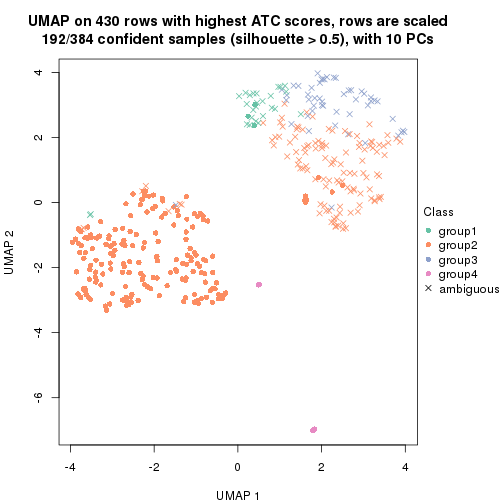 UMAP on 430 rows with highest ATC scores, rows are scaled
192/384 confident samples (silhouette > 0.5), with 10 PCs
4
2
0
-2
-4
-6
UMAP 2
-4
-2
0
2
4
UMAP 1
Class
group1
group2
group3
group4
ambiguous